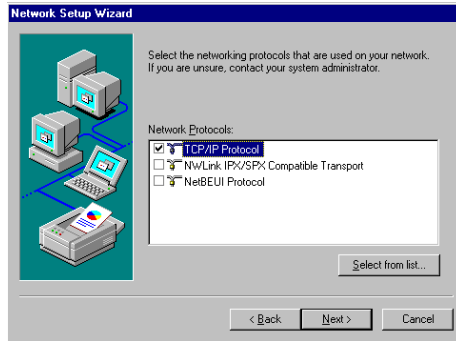 Network Setup Wizard
Select the networking protocols that are used on your network.
If you are unsure, contact your system administrator.
Network Protocols:
TCP/IP Protocol
NWLink IPX/SPX Compatible Transport
NetBEUI Protocol
Select from list...
< Back
Next >
Cancel